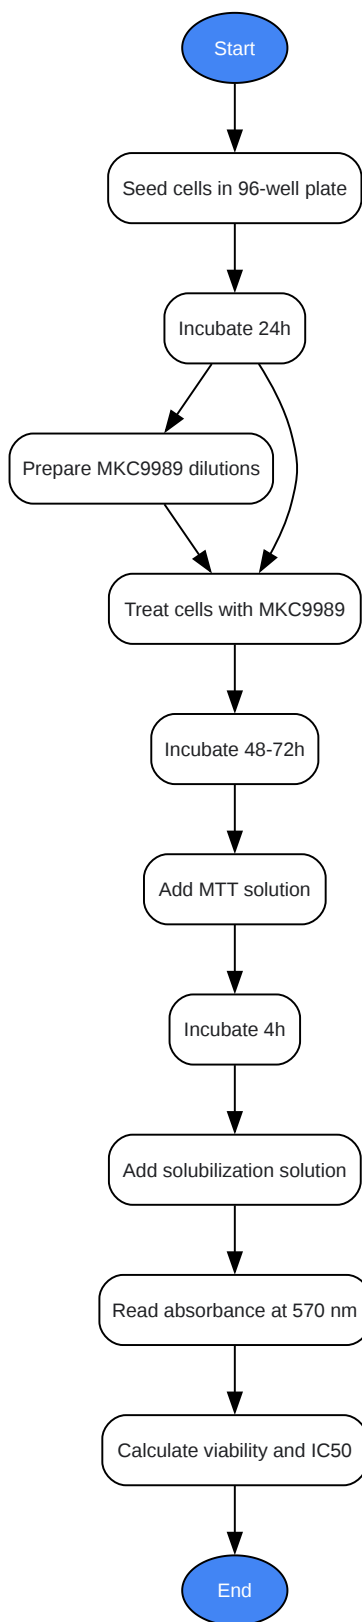 Start
Seed cells in 96-well plate
Incubate 24h
Prepare MKC9989 dilutions
Treat cells with MKC9989
Incubate 48-72h
Add MTT solution
Incubate 4h
Add solubilization solution
Read absorbance at 570 nm
Calculate viability and IC50
End